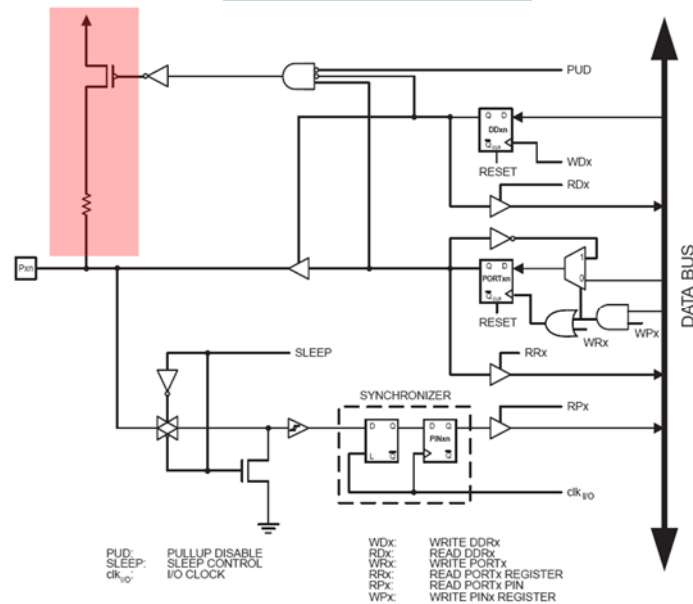 PUD
Q D
DDxn
Q CLR
WDx
RESET
RDx
Pxn
1
Q D
PORTxn
0
Q CLR
RESET
WRx
WPx
DATA BUS
SLEEP
RRx
SYNCHRONIZER
RPx
D Q
D Q
PINxn
L Q
Q
clk I/O
PUD: PULLUP DISABLE
SLEEP: SLEEP CONTROL
clk I/O: I/O CLOCK
WDx: WRITE DDRx
RDx: READ DDRx
WRx: WRITE PORTx
RRx: READ PORTx REGISTER
RPx: READ PORTx PIN
WPx: WRITE PINx REGISTER